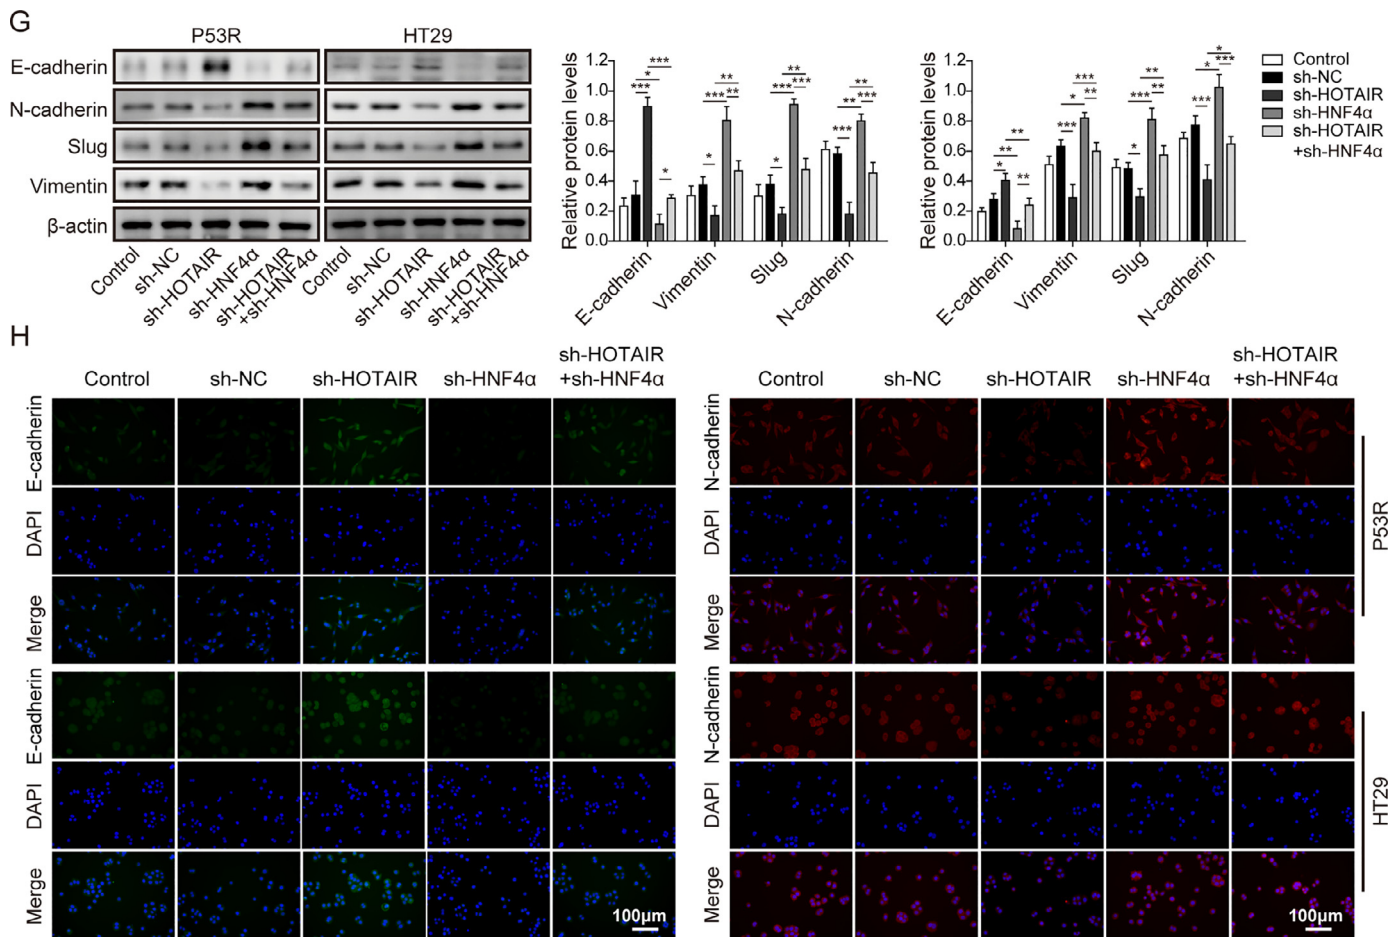 G
P53R
HT29
E-cadherin
N-cadherin
Slug
Vimentin
β-actin
Control
sh-NC
sh-HOTAIR
sh-HNF4α
sh-HOTAIR
+sh-HNF4α
Control
sh-NC
sh-HOTAIR
sh-HNF4α
sh-HOTAIR
+sh-HNF4α
Relative protein levels
1.2
1.0
0.8
0.6
0.4
0.2
0.0
*** * ***
* *** ** **
* *** ** ***
*** ** *** **
*
E-cadherin
Vimentin
Slug
N-cadherin
Relative protein levels
1.2
1.0
0.8
0.6
0.4
0.2
0.0
* ** ** **
*** * *** **
* *** ** **
*** * *** *
E-cadherin
Vimentin
Slug
N-cadherin
Control
sh-NC
sh-HOTAIR
sh-HNF4α
sh-HOTAIR
+sh-HNF4α
H
Control
sh-NC
sh-HOTAIR
sh-HNF4α
sh-HOTAIR
+sh-HNF4α
Control
sh-NC
sh-HOTAIR
sh-HNF4α
sh-HOTAIR
+sh-HNF4α
E-cadherin
DAPI
Merge
E-cadherin
DAPI
Merge
100μm
N-cadherin
DAPI
Merge
N-cadherin
DAPI
Merge
100μm
P53R
HT29